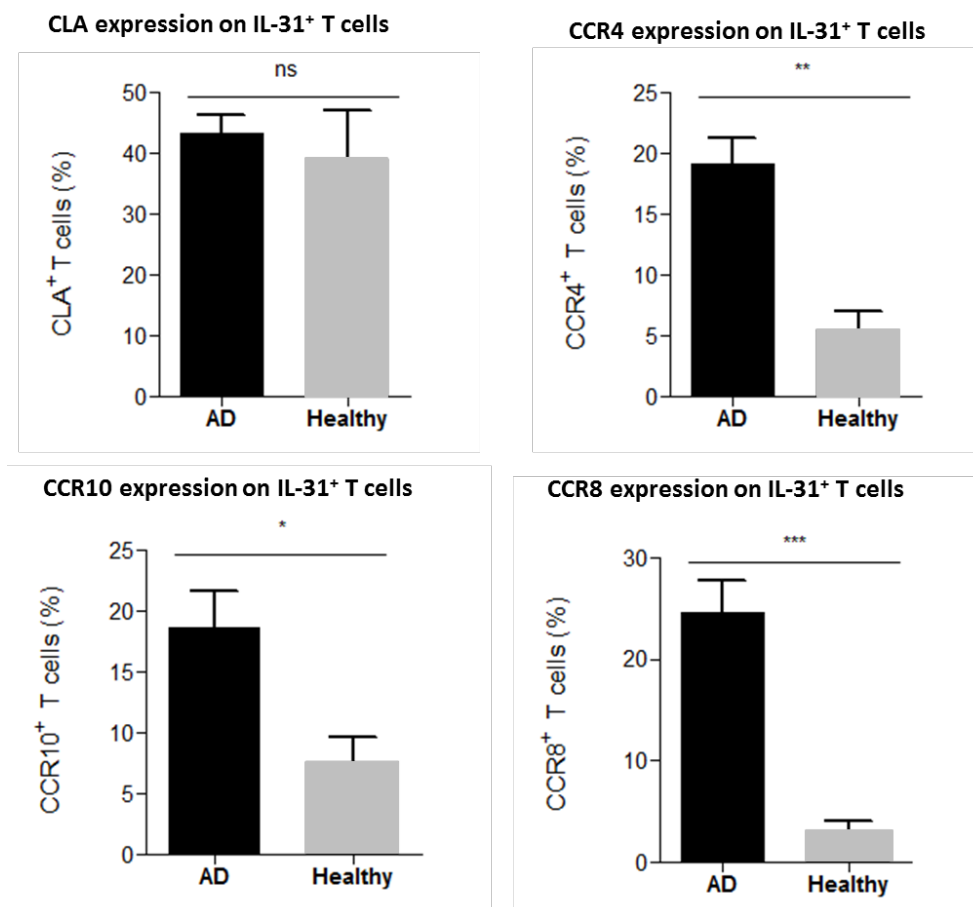 CLA expression on IL-31⁺ T cells
ns
CLA⁺ T cells (%)
50
40
30
20
10
0
AD Healthy
CCR4 expression on IL-31⁺ T cells
**
CCR4⁺ T cells (%)
25
20
15
10
5
0
AD Healthy
CCR10 expression on IL-31⁺ T cells
*
CCR10⁺ T cells (%)
25
20
15
10
5
0
AD Healthy
CCR8 expression on IL-31⁺ T cells
***
CCR8⁺ T cells (%)
30
20
10
0
AD Healthy